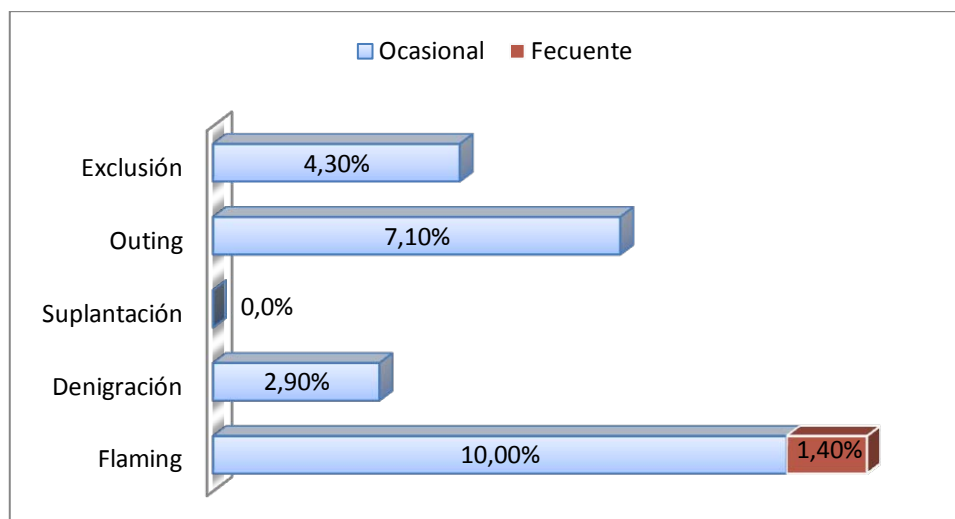 Ocasional Fecuente
Exclusión 4,30%
Outing 7,10%
Suplantación 0,0%
Denigración 2,90%
Flaming 10,00% 1,40%